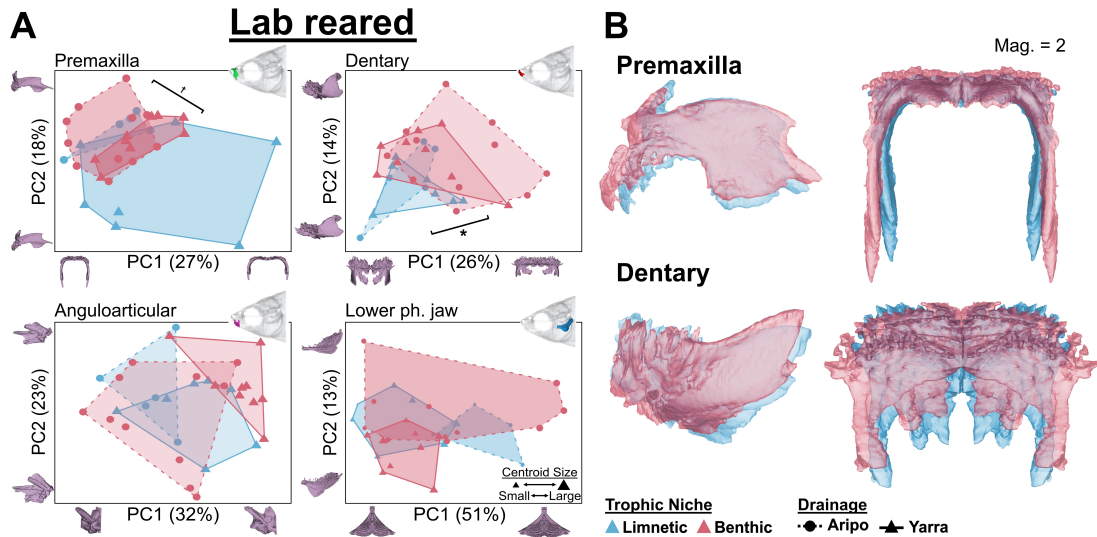 A
Lab reared
Premaxilla
PC2 (18%)
PC1 (27%)
Dentary
PC2 (14%)
*
PC1 (26%)
Anguloarticular
PC2 (23%)
PC1 (32%)
Lower ph. jaw
PC2 (13%)
Centroid Size
Small Large
PC1 (51%)
B
Mag. = 2
Premaxilla
Dentary
Trophic Niche
Limnetic Benthic
Drainage
Aripo Yarra